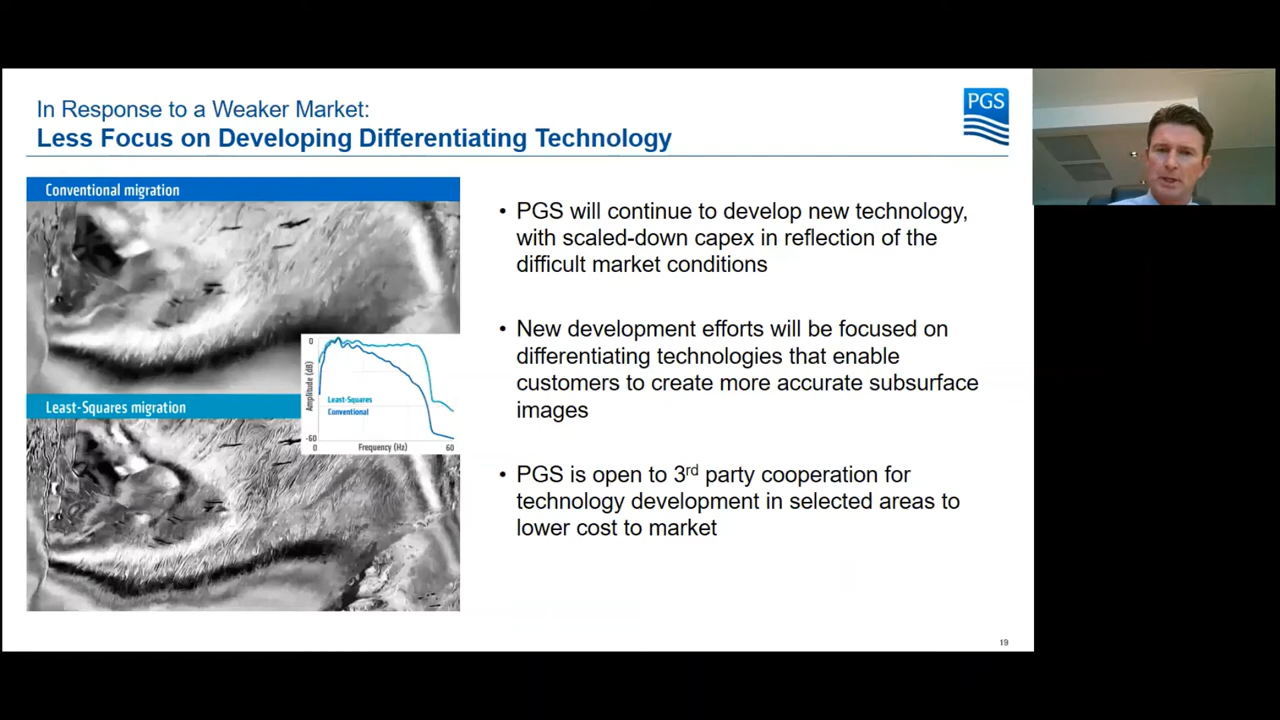 In Response to a Weaker Market:
Less Focus on Developing Differentiating Technology
PGS
Conventional migration
Least-Squares migration
0
Amplitude (dB)
-60
Least-Squares
Conventional
0
Frequency (Hz)
60
• PGS will continue to develop new technology,
with scaled-down capex in reflection of the
difficult market conditions
• New development efforts will be focused on
differentiating technologies that enable
customers to create more accurate subsurface
images
• PGS is open to 3rd party cooperation for
technology development in selected areas to
lower cost to market
19